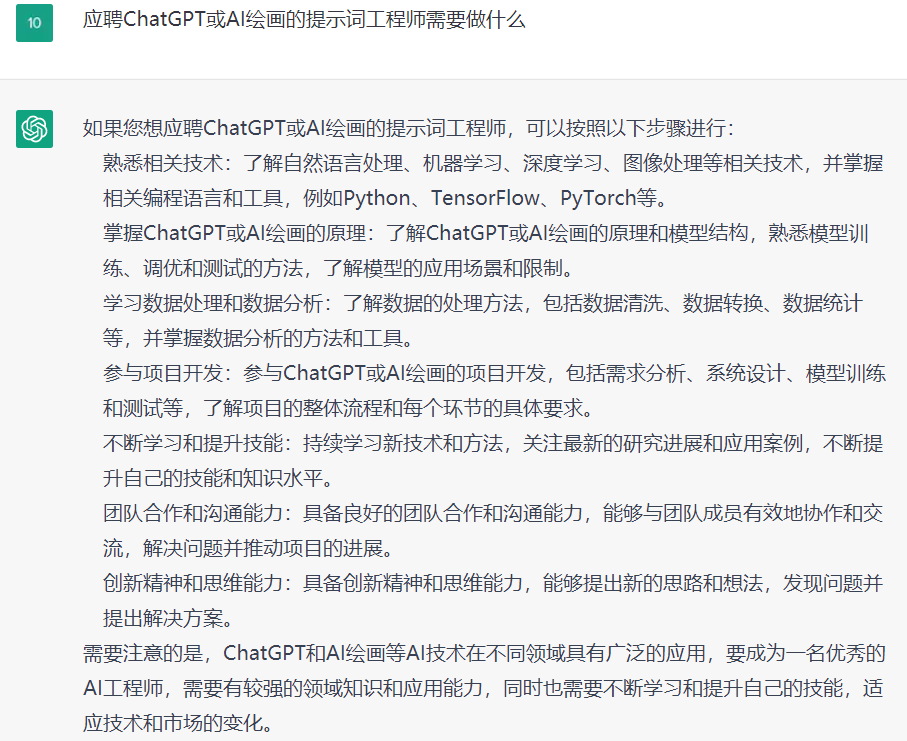 10
应聘ChatGPT或AI绘画的提示词工程师需要做什么
如果您想应聘ChatGPT或AI绘画的提示词工程师，可以按照以下步骤进行：
熟悉相关技术：了解自然语言处理、机器学习、深度学习、图像处理等相关技术，并掌握
相关编程语言和工具，例如Python、TensorFlow、PyTorch等。
掌握ChatGPT或AI绘画的原理：了解ChatGPT或AI绘画的原理和模型结构，熟悉模型训
练、调优和测试的方法，了解模型的应用场景和限制。
学习数据处理和数据分析：了解数据的处理方法，包括数据清洗、数据转换、数据统计
等，并掌握数据分析的方法和工具。
参与项目开发：参与ChatGPT或AI绘画的项目开发，包括需求分析、系统设计、模型训练
和测试等，了解项目的整体流程和每个环节的具体要求。
不断学习和提升技能：持续学习新技术和方法，关注最新的研究进展和应用案例，不断提
升自己的技能和知识水平。
团队合作和沟通能力：具备良好的团队合作和沟通能力，能够与团队成员有效地协作和交
流，解决问题并推动项目的进展。
创新精神和思维能力：具备创新精神和思维能力，能够提出新的思路和想法，发现问题并
提出解决方案。
需要注意的是，ChatGPT和AI绘画等AI技术在不同领域具有广泛的应用，要成为一名优秀的
AI工程师，需要有较强的领域知识和应用能力，同时也需要不断学习和提升自己的技能，适
应技术和市场的变化。